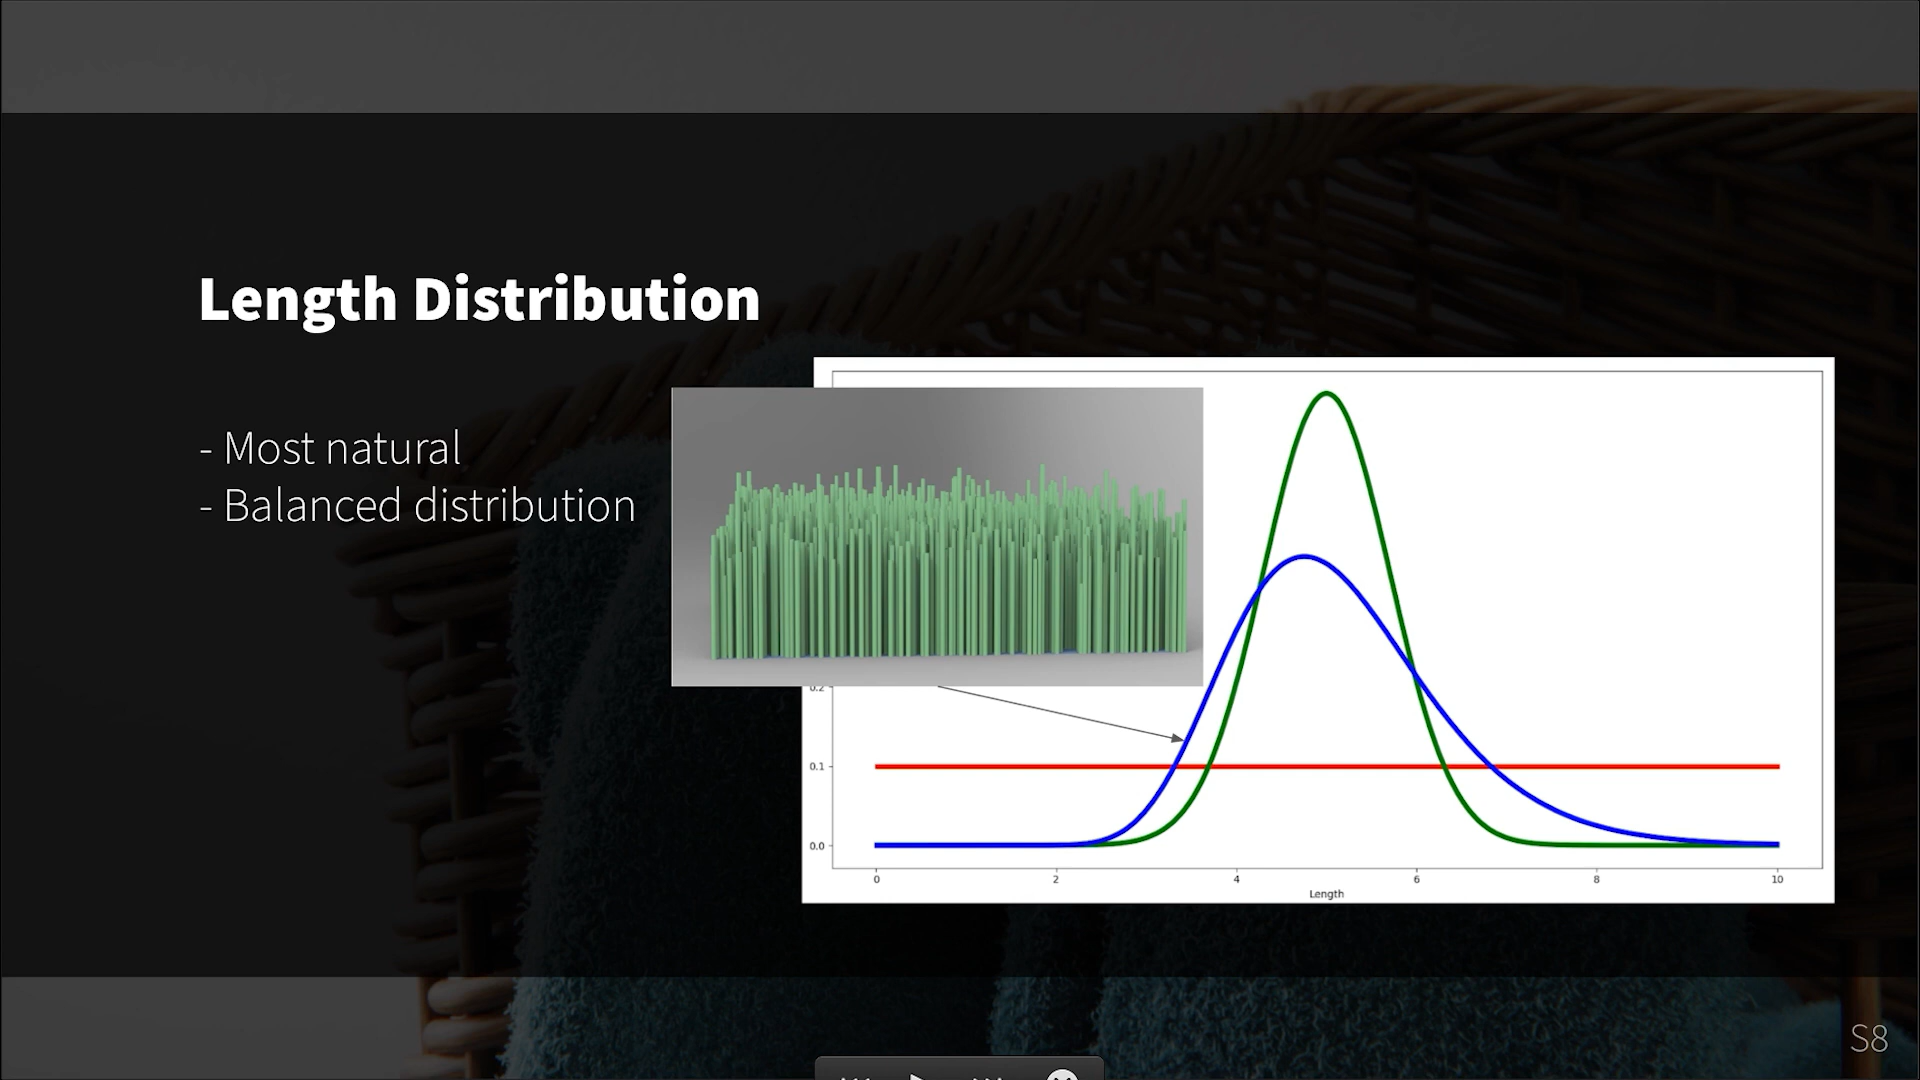 Length Distribution
- Most natural
- Balanced distribution
0.2
0.1
0.0
0 2 4 6 8 10
Length
S8